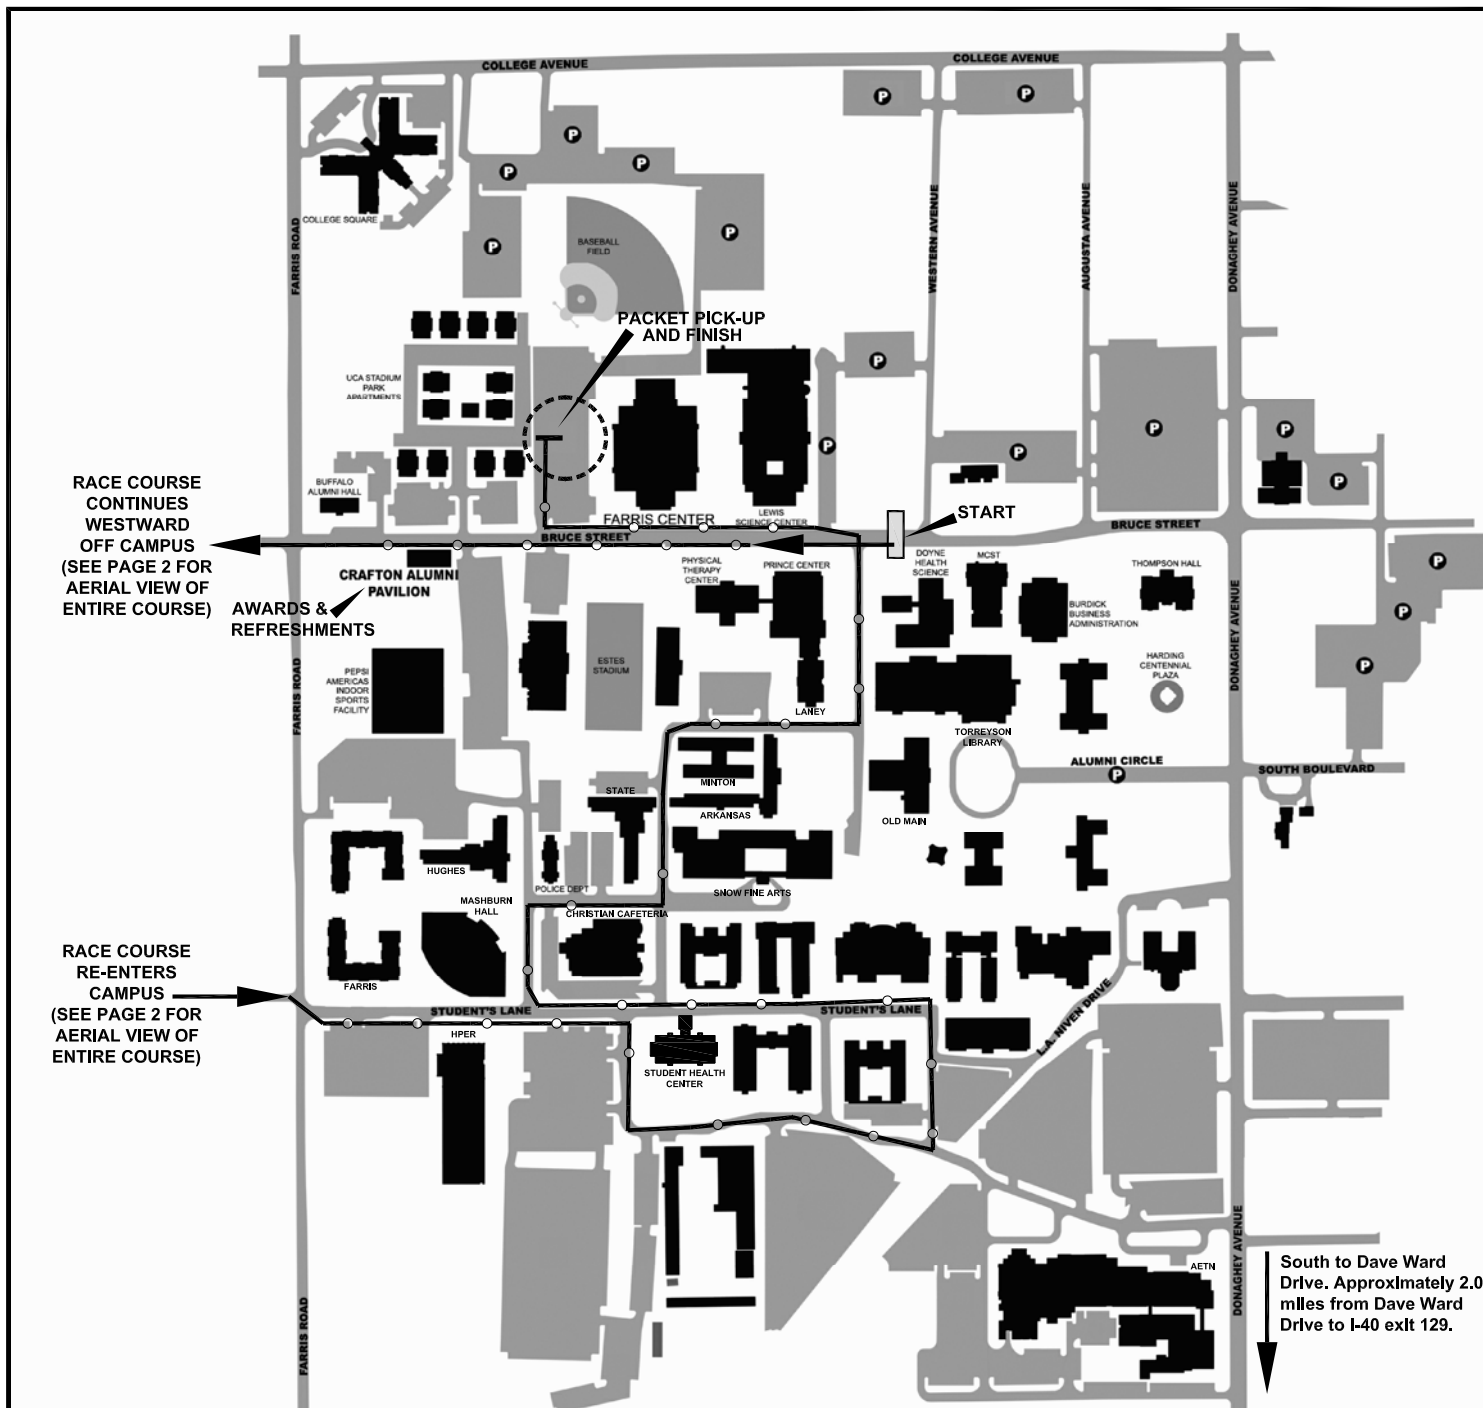 COLLEGE AVENUE
COLLEGE AVENUE
P
P
P
P
P
P
P
COLLEGE SQUARE
FARRIS ROAD
BASEBALL
FIELD
WESTERN AVENUE
AUGUSTA AVENUE
DONAGHEY AVENUE
PACKET PICK-UP
AND FINISH
P
UCA STADIUM
PARK
APARTMENTS
P
P
P
P
P
RACE COURSE
CONTINUES
WESTWARD
OFF CAMPUS
(SEE PAGE 2 FOR
AERIAL VIEW OF
ENTIRE COURSE)
BUFFALO
ALUMNI HALL
FARRIS CENTER
LEWIS
SCIENCE CENTER
START
BRUCE STREET
BRUCE STREET
CRAFTON ALUMNI
PAVILION
AWARDS &
REFRESHMENTS
PHYSICAL
THERAPY
CENTER
PRINCE CENTER
DOYNE
HEALTH
SCIENCE
MCST
THOMPSON HALL
P
BURDICK
BUSINESS
ADMINISTRATION
P
PEPSI
AMERICAS
INDOOR
SPORTS
FACILITY
FARRIS ROAD
ESTES
STADIUM
HARDING
CENTENNIAL
PLAZA
DONAGHEY AVENUE
P
LANEY
TORREYSON
LIBRARY
ALUMNI CIRCLE
P
SOUTH BOULEVARD
MINTON
STATE
ARKANSAS
OLD MAIN
HUGHES
POLICE DEPT
SNOW FINE ARTS
MASHBURN
HALL
CHRISTIAN CAFETERIA
RACE COURSE
RE-ENTERS
CAMPUS
(SEE PAGE 2 FOR
AERIAL VIEW OF
ENTIRE COURSE)
FARRIS
STUDENT'S LANE
STUDENT'S LANE
L.A. NIVEN DRIVE
HPER
STUDENT HEALTH
CENTER
FARRIS ROAD
AETN
DONAGHEY AVENUE
South to Dave Ward
Drive. Approximately 2.0
miles from Dave Ward
Drive to I-40 exit 129.